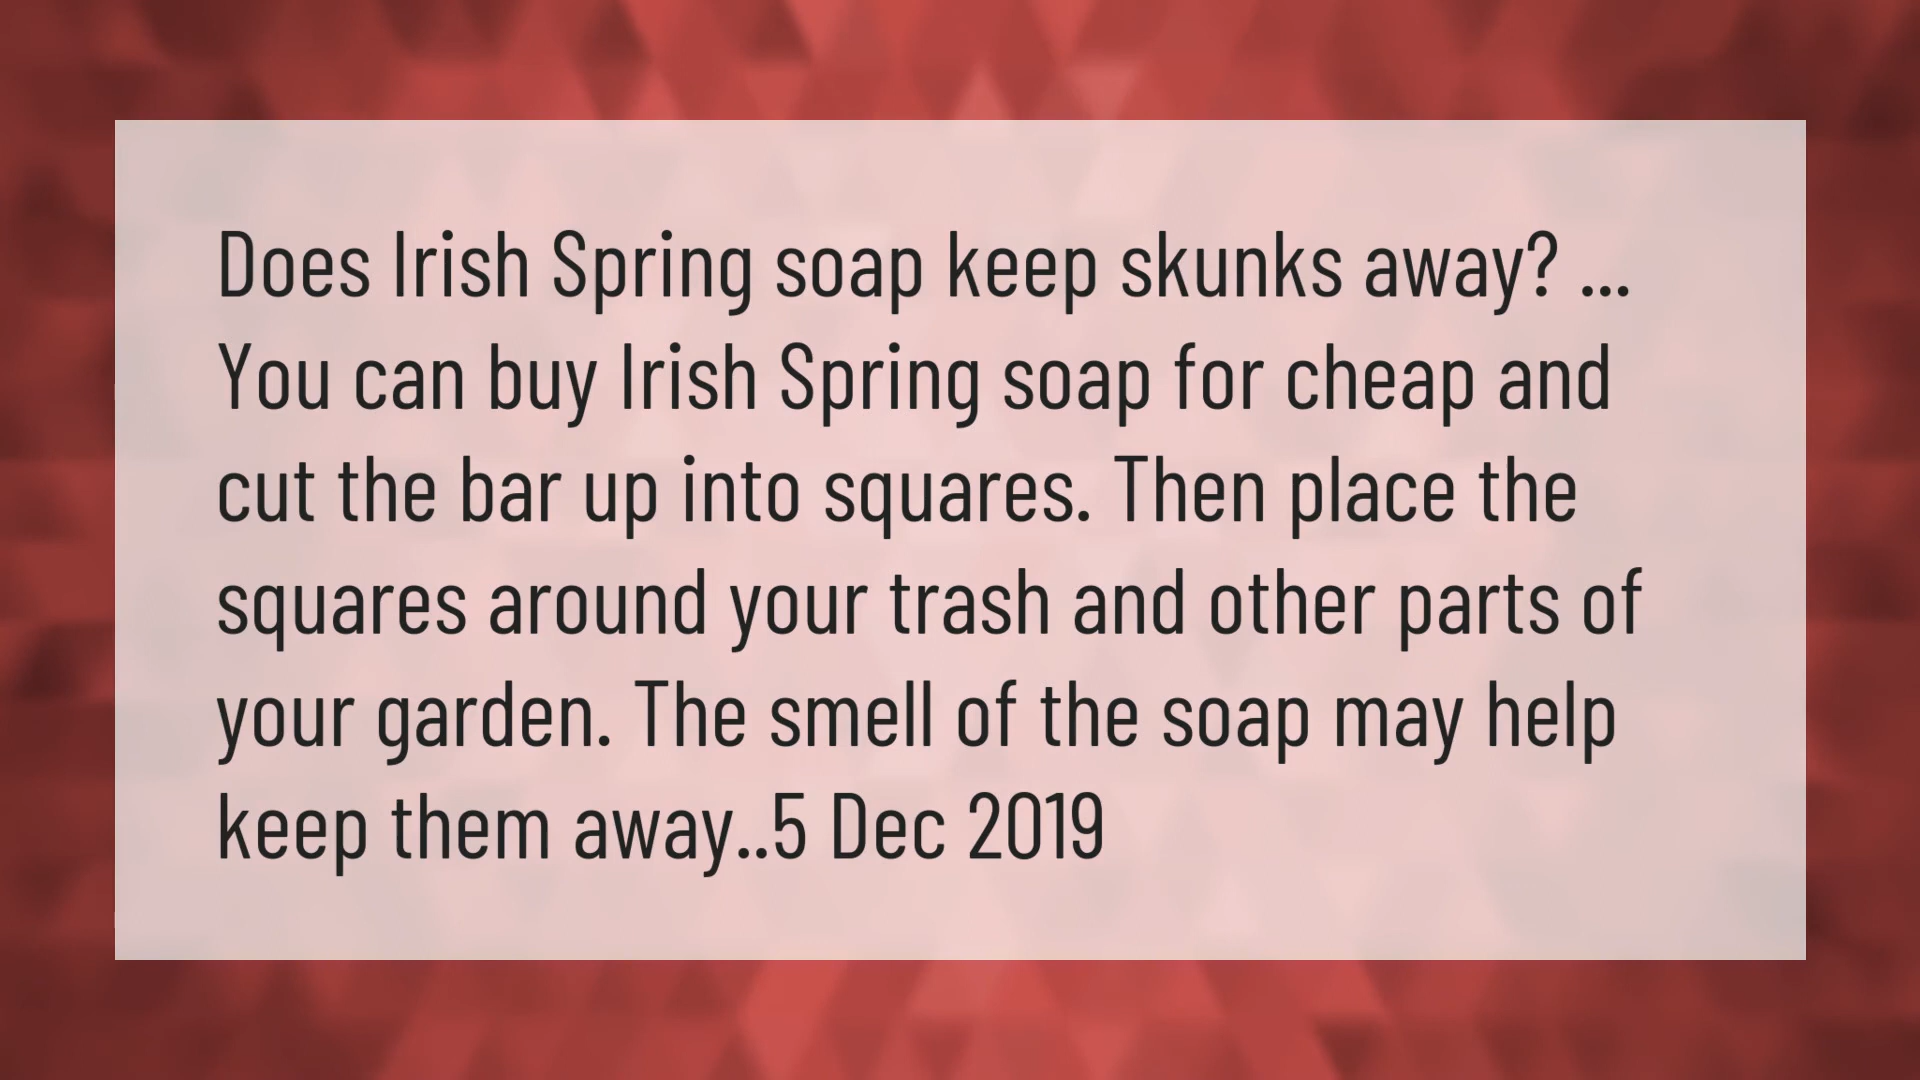 Does Irish Spring soap keep skunks away? ...
You can buy Irish Spring soap for cheap and
cut the bar up into squares. Then place the
squares around your trash and other parts of
your garden. The smell of the soap may help
keep them away..5 Dec 2019